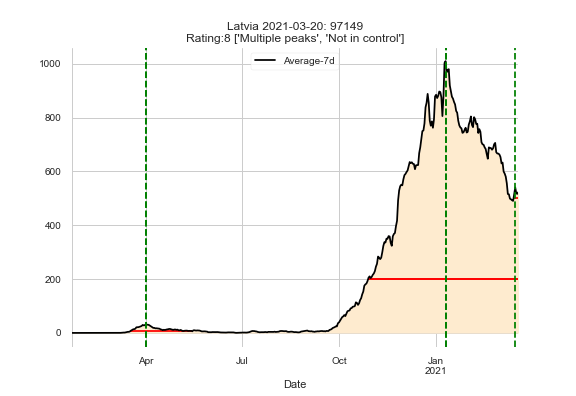 Latvia 2021-03-20: 97149
Rating:8 ['Multiple peaks', 'Not in control']
Average-7d
1000
800
600
400
200
0
Apr
Jul
Oct
Jan
2021
Date